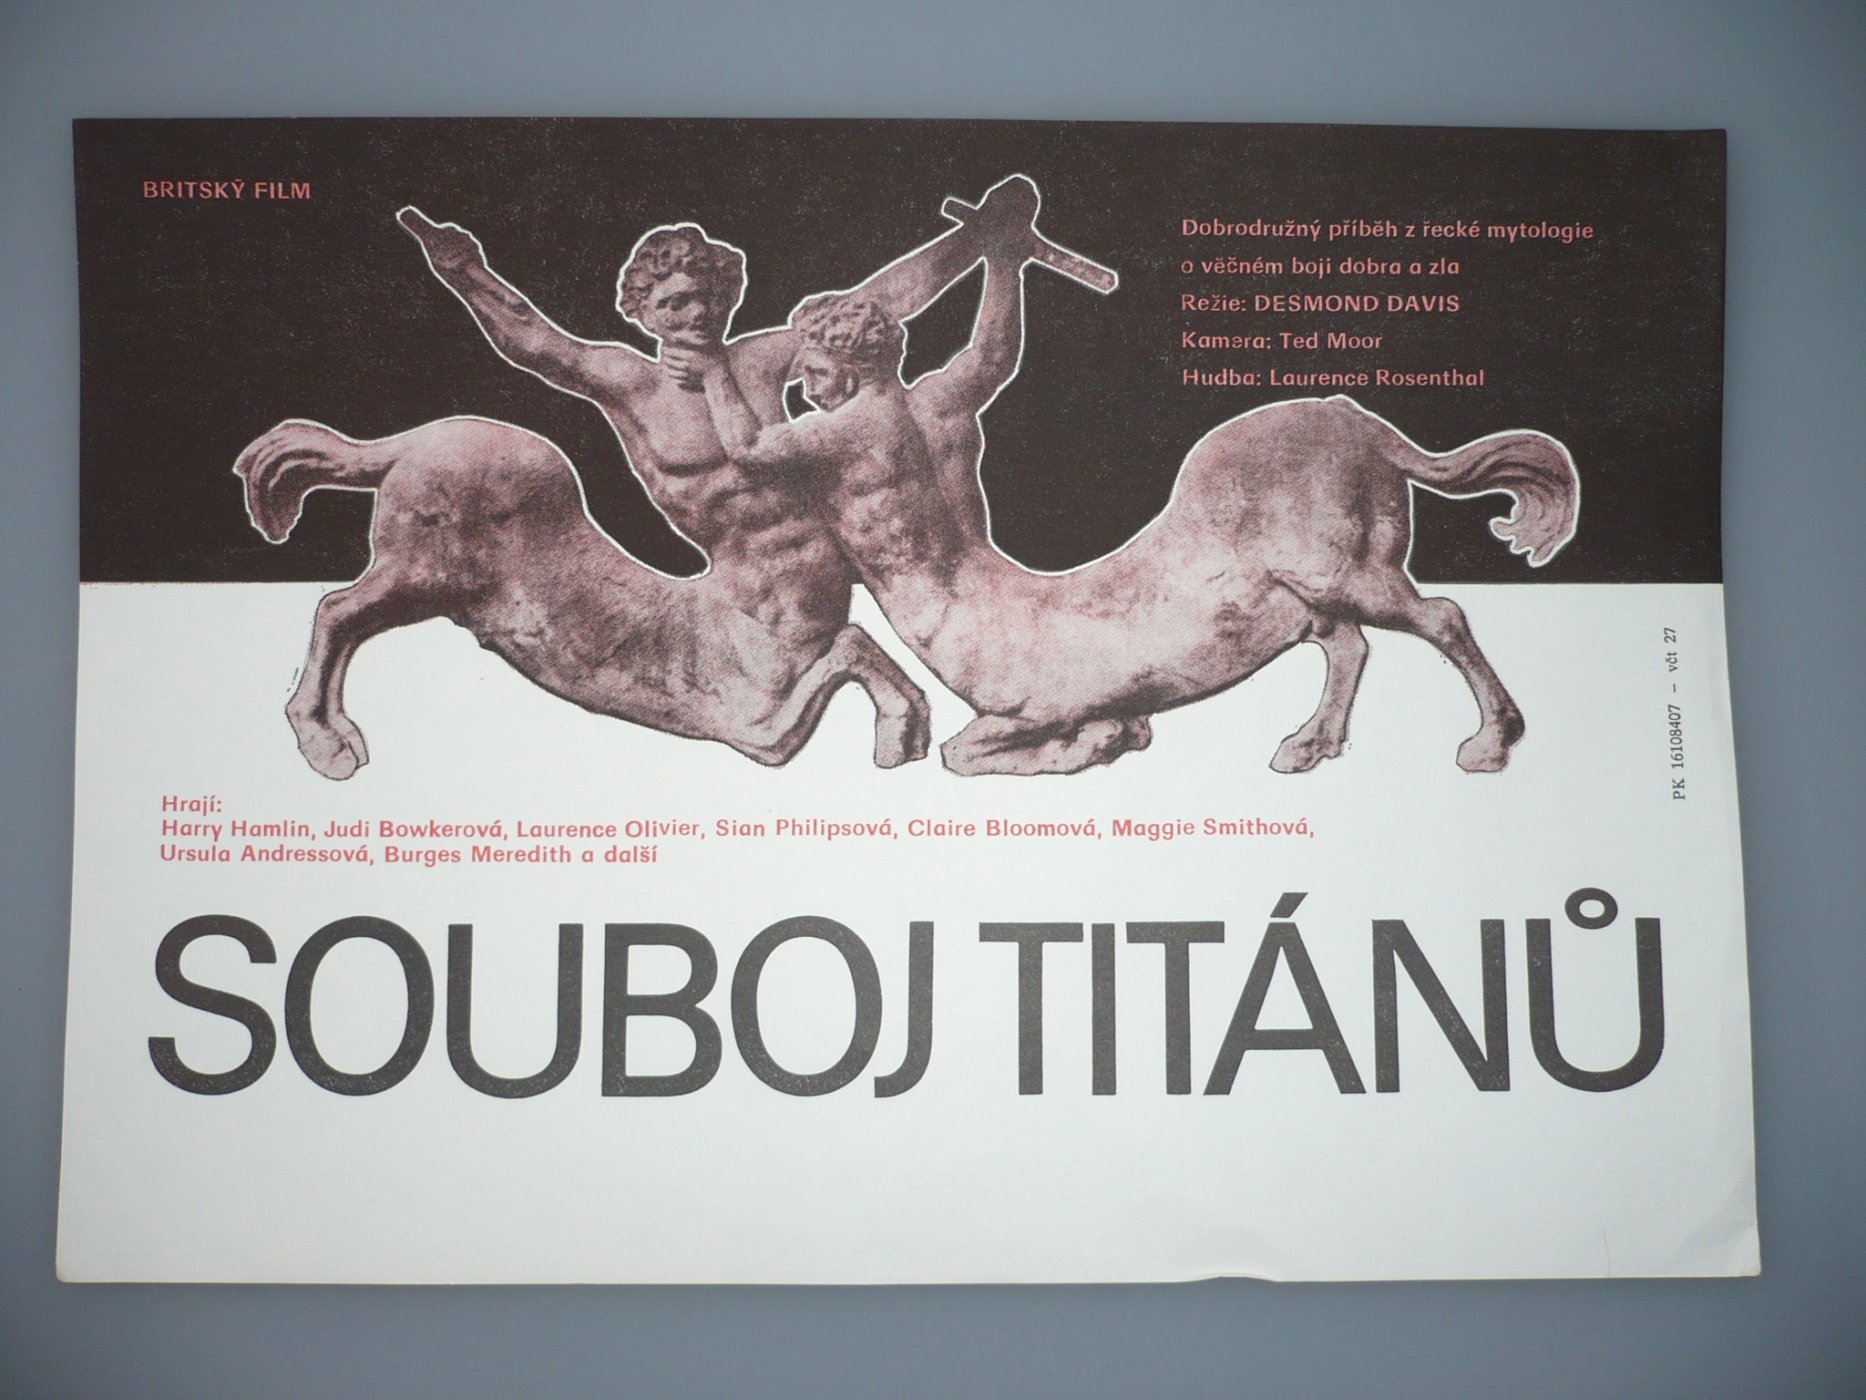 BRITSKÝ FILM
Dobrodružný příběh z řecké mytologie
o věčném boji dobra a zla
Režie: DESMOND DAVIS
Kamera: Ted Moor
Hudba: Laurence Rosenthal
PK 16108407 – včt 27
Hrají:
Harry Hamlin, Judi Bowkerová, Laurence Olivier, Sian Philipsová, Claire Bloomová, Maggie Smithová,
Ursula Andressová, Burges Meredith a další
SOUBOJ TITÁNŮ